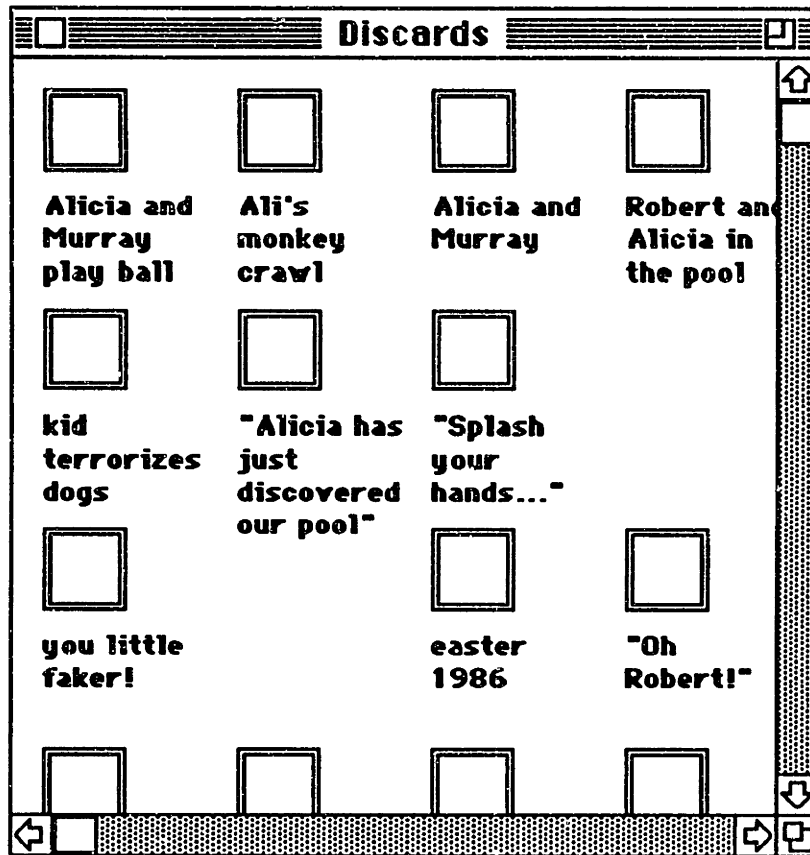 Discards
Alicia and
Murray
play ball
Ali's
monkey
crawl
Alicia and
Murray
Robert and
Alicia in
the pool
kid
terrorizes
dogs
"Alicia has
just
discovered
our pool"
"Splash
your
hands..."
you little
faker!
easter
1986
"Oh
Robert!"